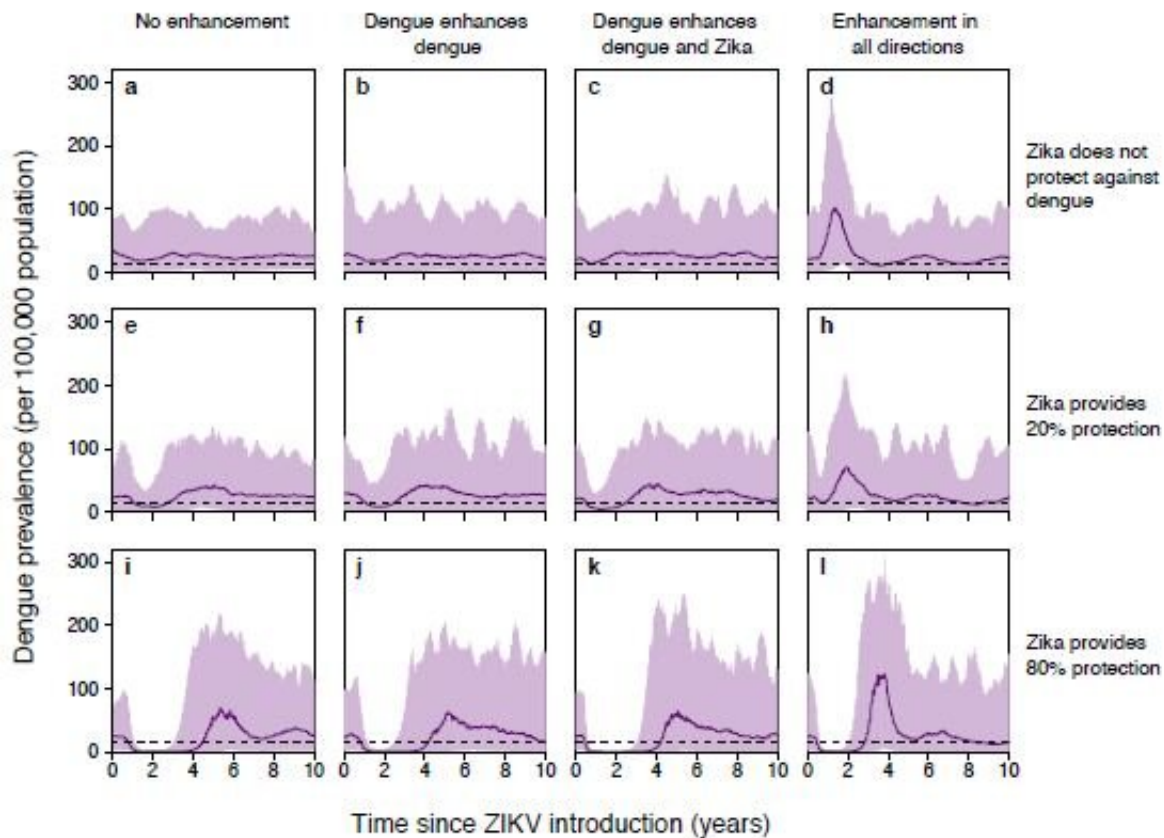 No enhancement
Dengue enhances
dengue
Dengue enhances
dengue and Zika
Enhancement in
all directions
Dengue prevalence (per 100,000 population)
300
200
100
0
a
b
c
d
Zika does not
protect against
dengue
300
200
100
0
e
f
g
h
Zika provides
20% protection
300
200
100
0
i
j
k
l
Zika provides
80% protection
0 2 4 6 8 10
0 2 4 6 8 10
0 2 4 6 8 10
0 2 4 6 8 10
Time since ZIKV introduction (years)